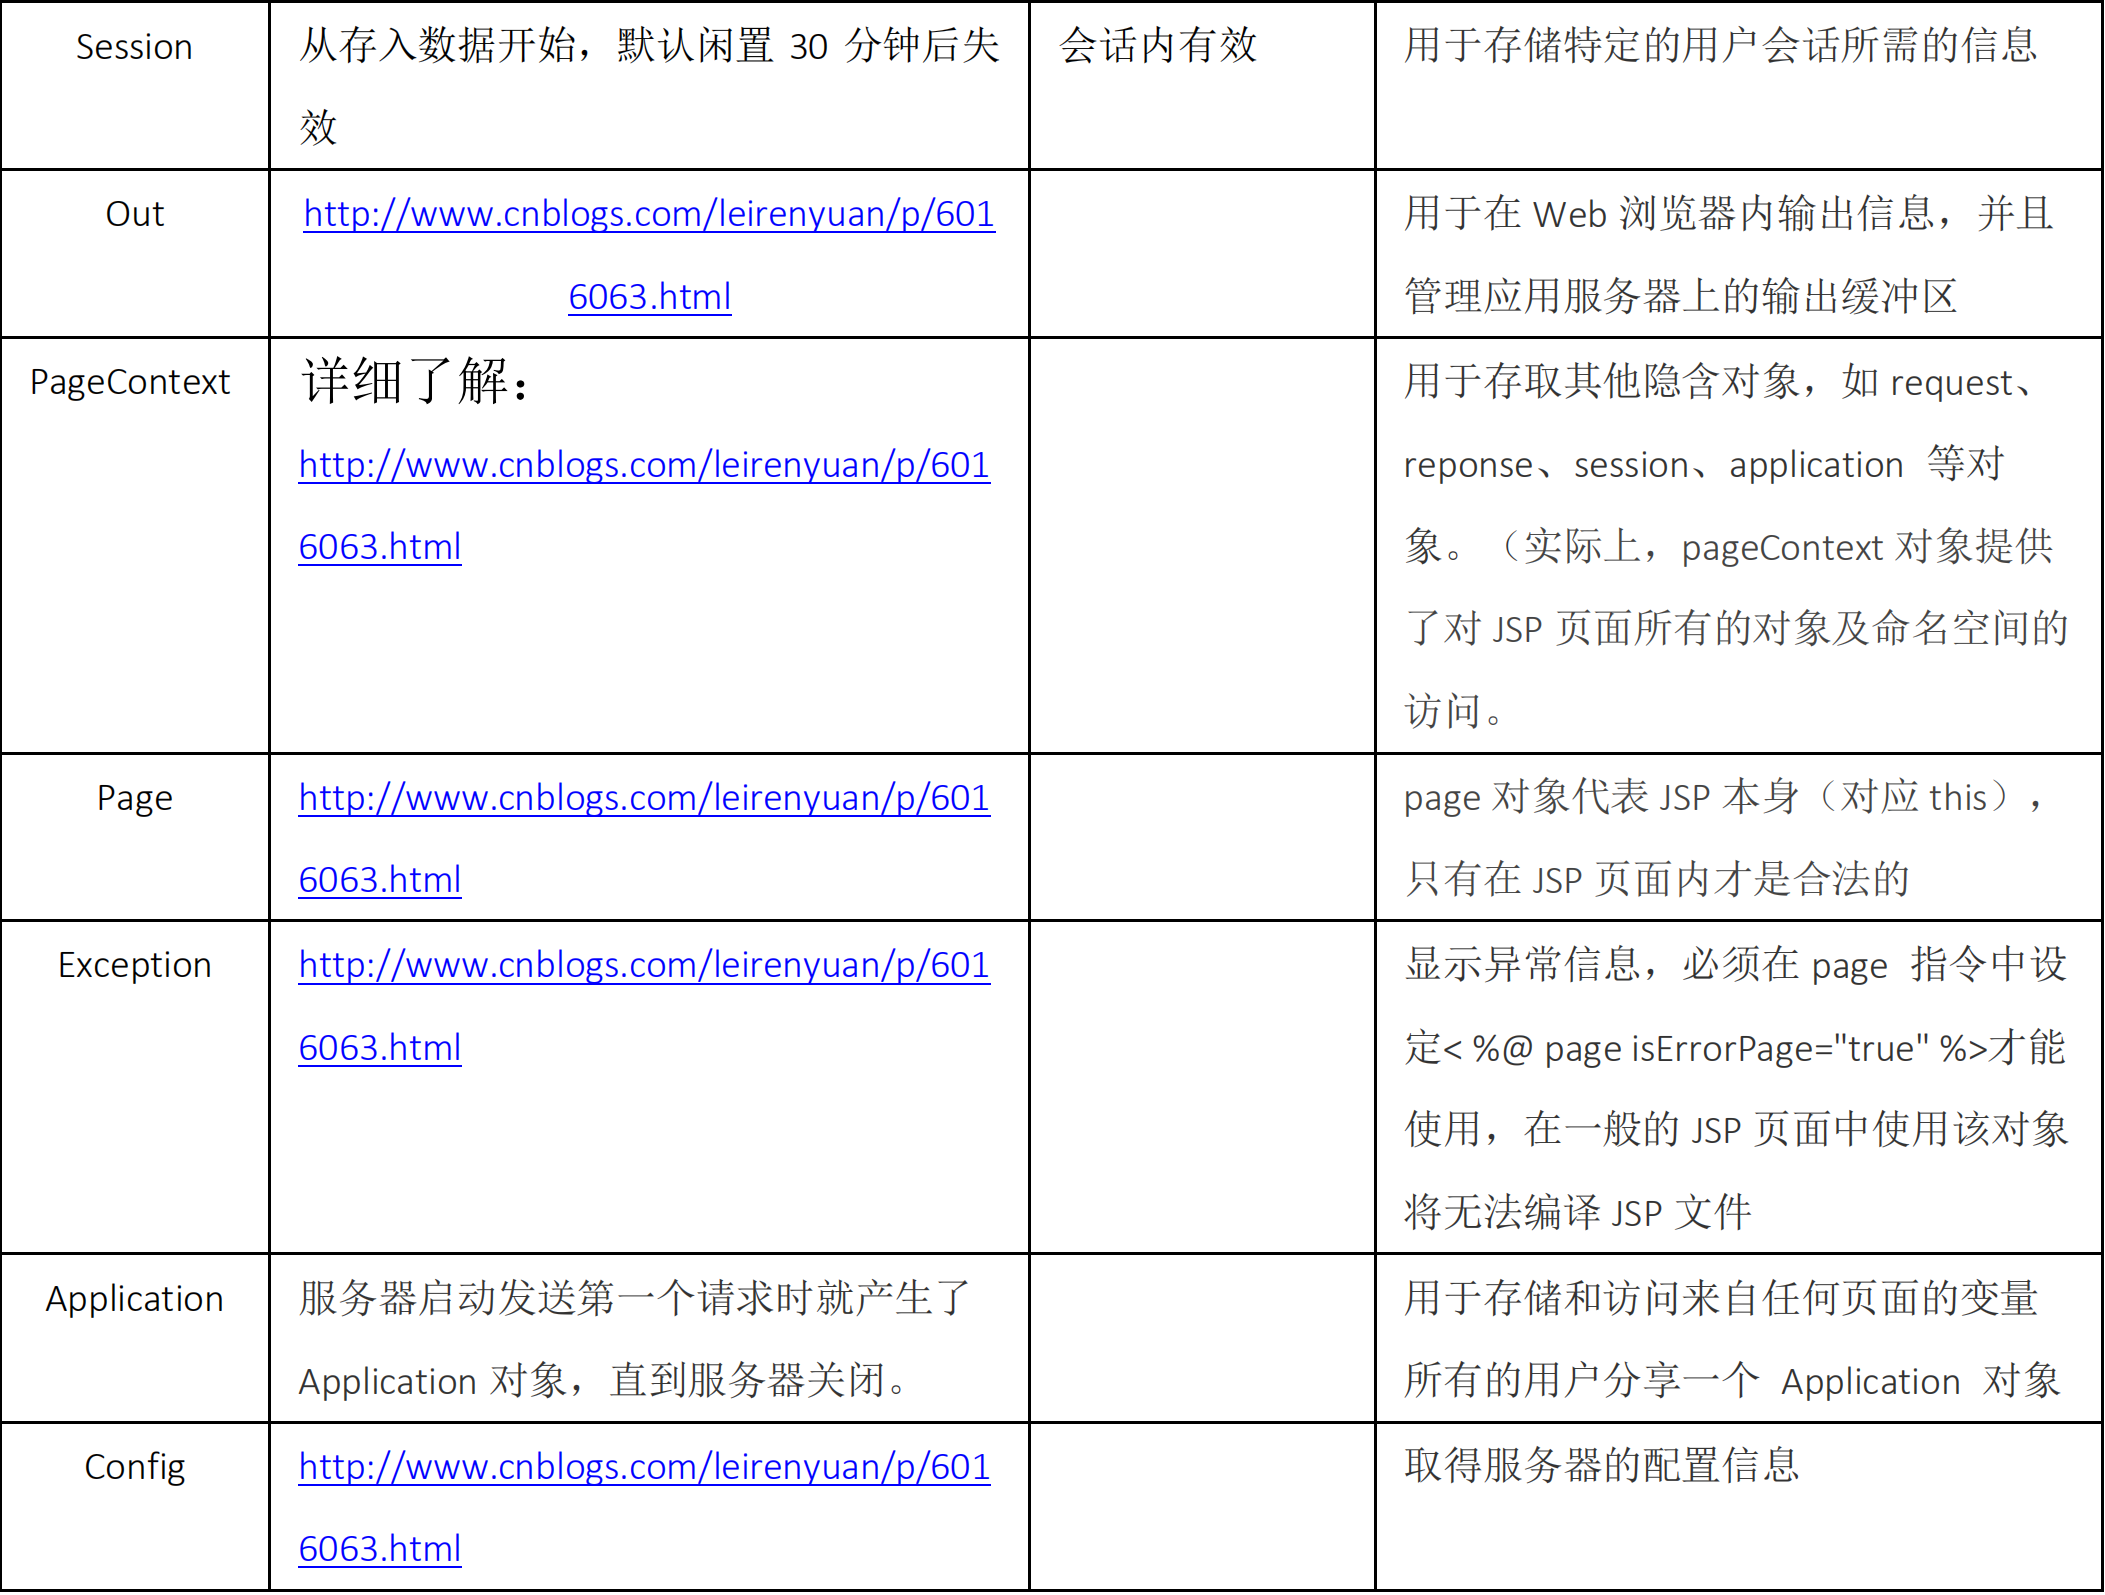 Session
从存入数据开始，默认闲置 30 分钟后失
效
会话内有效
用于存储特定的用户会话所需的信息
Out
http://www.cnblogs.com/leirenyuan/p/601
6063.html
用于在 Web 浏览器内输出信息，并且
管理应用服务器上的输出缓冲区
PageContext
详细了解：
http://www.cnblogs.com/leirenyuan/p/601
6063.html
用于存取其他隐含对象，如 request、
reponse、session、application 等对
象。（实际上，pageContext 对象提供
了对 JSP 页面所有的对象及命名空间的
访问。
Page
http://www.cnblogs.com/leirenyuan/p/601
6063.html
page 对象代表 JSP 本身（对应 this），
只有在 JSP 页面内才是合法的
Exception
http://www.cnblogs.com/leirenyuan/p/601
6063.html
显示异常信息，必须在 page 指令中设
定< %@ page isErrorPage="true" %>才能
使用，在一般的 JSP 页面中使用该对象
将无法编译 JSP 文件
Application
服务器启动发送第一个请求时就产生了
Application 对象，直到服务器关闭。
用于存储和访问来自任何页面的变量
所有的用户分享一个 Application 对象
Config
http://www.cnblogs.com/leirenyuan/p/601
6063.html
取得服务器的配置信息